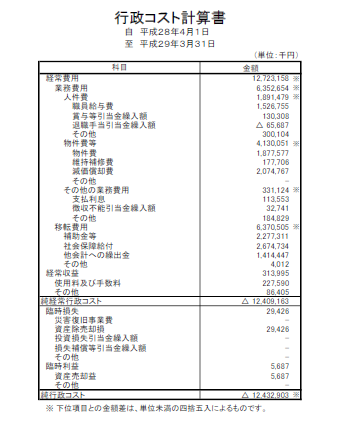 行政コスト計算書
自 平成28年4月1日
至 平成29年3月31日
（単位：千円）
科目 金額
経常費用 12,723,158 ※
業務費用 6,352,654 ※
人件費 1,891,479 ※
職員給与費 1,526,755
賞与等引当金繰入額 130,308
退職手当引当金繰入額 △ 65,687
その他 300,104
物件費等 4,130,051 ※
物件費 1,877,577
維持補修費 177,706
減価償却費 2,074,767
その他 －
その他の業務費用 331,124 ※
支払利息 113,553
徴収不能引当金繰入額 32,741
その他 184,829
移転費用 6,370,505 ※
補助金等 2,277,311
社会保障給付 2,674,734
他会計への繰出金 1,414,447
その他 4,012
経常収益 313,995
使用料及び手数料 227,590
その他 86,405
純経常行政コスト △ 12,409,163
臨時損失 29,426
災害復旧事業費 －
資産除売却損 29,426
投資損失引当金繰入額 －
損失補償等引当金繰入額 －
その他 －
臨時利益 5,687
資産売却益 5,687
その他 －
純行政コスト △ 12,432,903 ※
※ 下位項目との金額差は、単位未満の四捨五入によるものです。